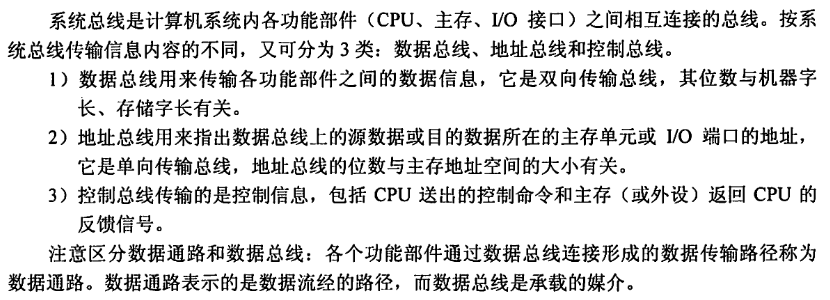 系统总线是计算机系统内各功能部件（CPU、主存、I/O 接口）之间相互连接的总线。按系
统总线传输信息内容的不同，又可分为 3 类：数据总线、地址总线和控制总线。
1）数据总线用来传输各功能部件之间的数据信息，它是双向传输总线，其位数与机器字
长、存储字长有关。
2）地址总线用来指出数据总线上的源数据或目的数据所在的主存单元或 I/O 端口的地址，
它是单向传输总线，地址总线的位数与主存地址空间的大小有关。
3）控制总线传输的是控制信息，包括 CPU 送出的控制命令和主存（或外设）返回 CPU 的
反馈信号。
注意区分数据通路和数据总线：各个功能部件通过数据总线连接形成的数据传输路径称为
数据通路。数据通路表示的是数据流经的路径，而数据总线是承载的媒介。